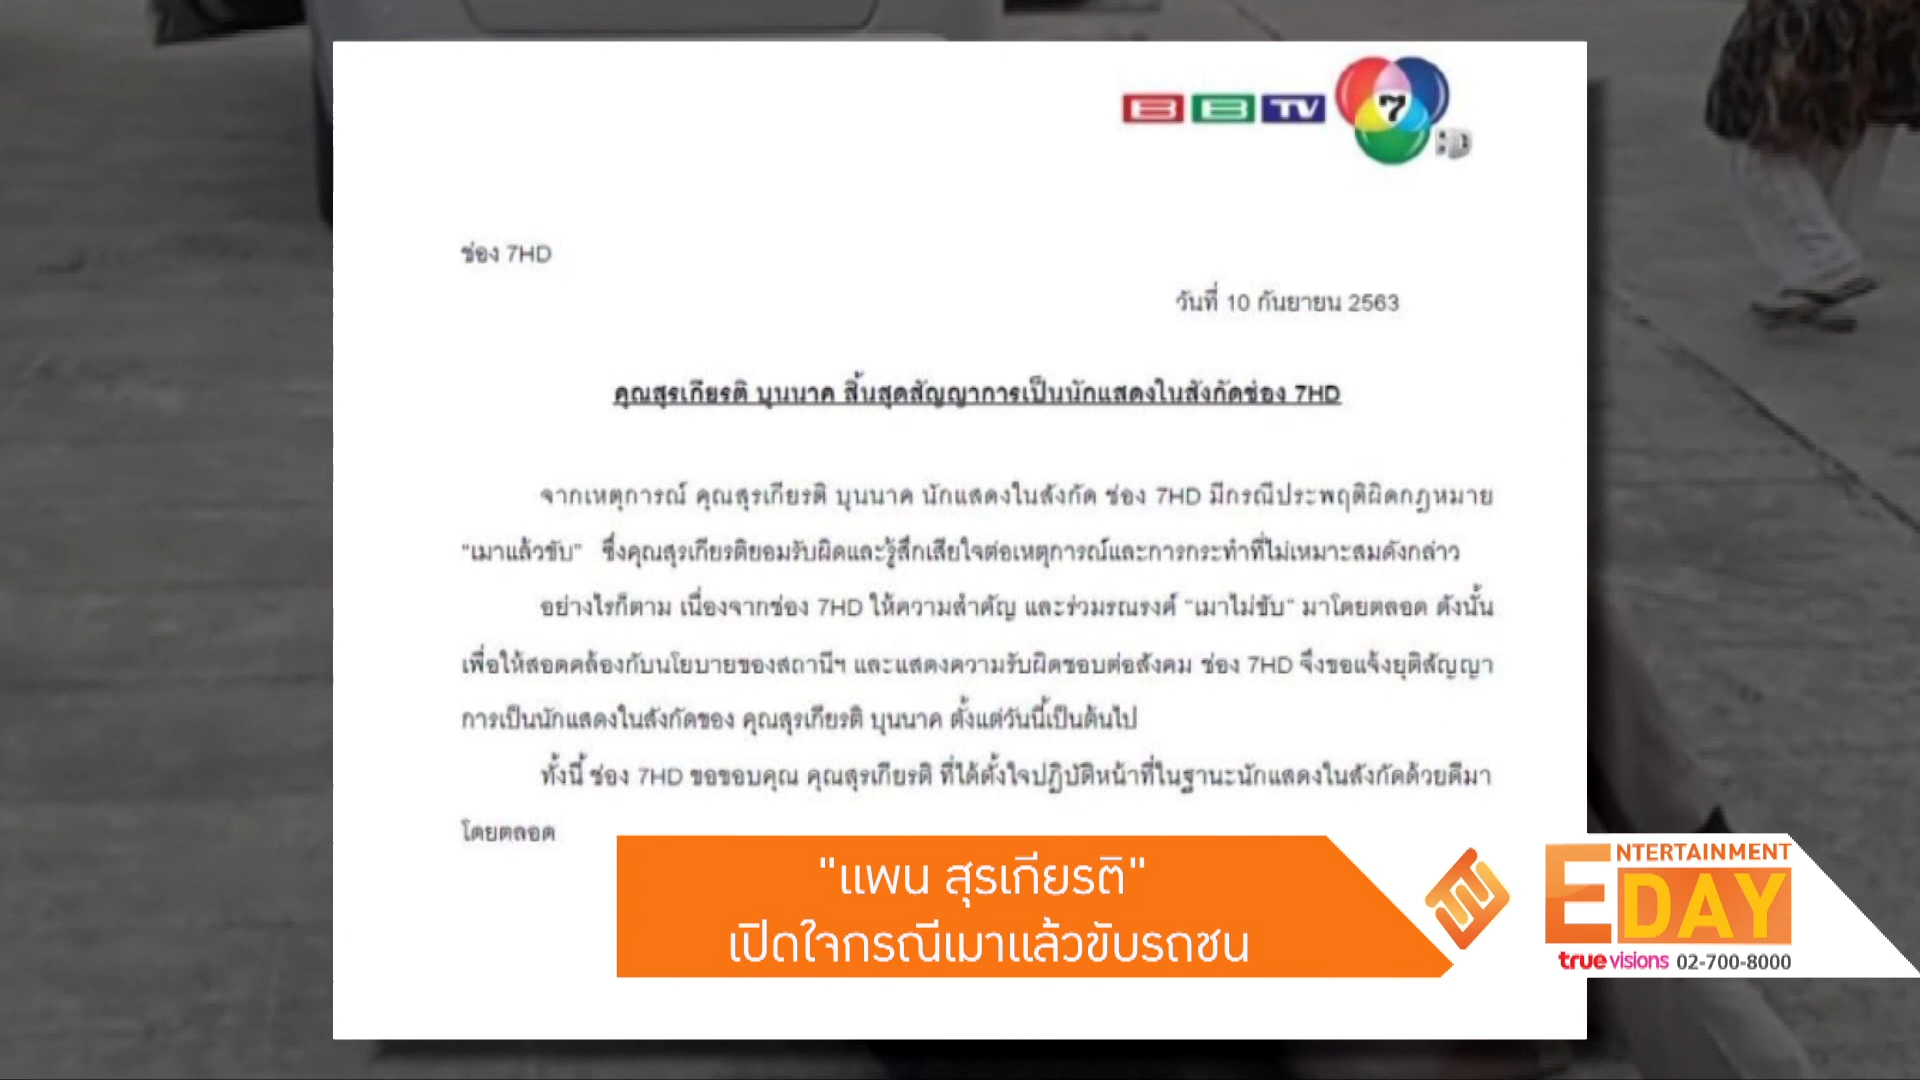 BBTV 7 HD
ช่อง 7HD
วันที่ 10 กันยายน 2563
คุณสุรเกียรติ บุนนาค สิ้นสุดสัญญาการเป็นนักแสดงในสังกัดช่อง 7HD
จากเหตุการณ์ คุณสุรเกียรติ บุนนาค นักแสดงในสังกัด ช่อง 7HD มีกรณีประพฤติผิดกฎหมาย
"เมาแล้วขับ" ซึ่งคุณสุรเกียรติยอมรับผิดและรู้สึกเสียใจต่อเหตุการณ์และการกระทำที่ไม่เหมาะสมดังกล่าว
อย่างไรก็ตาม เนื่องจากช่อง 7HD ให้ความสำคัญ และร่วมรณรงค์ "เมาไม่ขับ" มาโดยตลอด ดังนั้น
เพื่อให้สอดคล้องกับนโยบายของสถานีฯ และแสดงความรับผิดชอบต่อสังคม ช่อง 7HD จึงขอแจ้งยุติสัญญา
การเป็นนักแสดงในสังกัดของ คุณสุรเกียรติ บุนนาค ตั้งแต่วันนี้เป็นต้นไป
ทั้งนี้ ช่อง 7HD ขอขอบคุณ คุณสุรเกียรติ ที่ได้ตั้งใจปฏิบัติหน้าที่ในฐานะนักแสดงในสังกัดด้วยดีมา
โดยตลอด
"แพน สุรเกียรติ"
เปิดใจกรณีเมาแล้วขับรถชน
ENTERTAINMENT
DAY
truevisions 02-700-8000